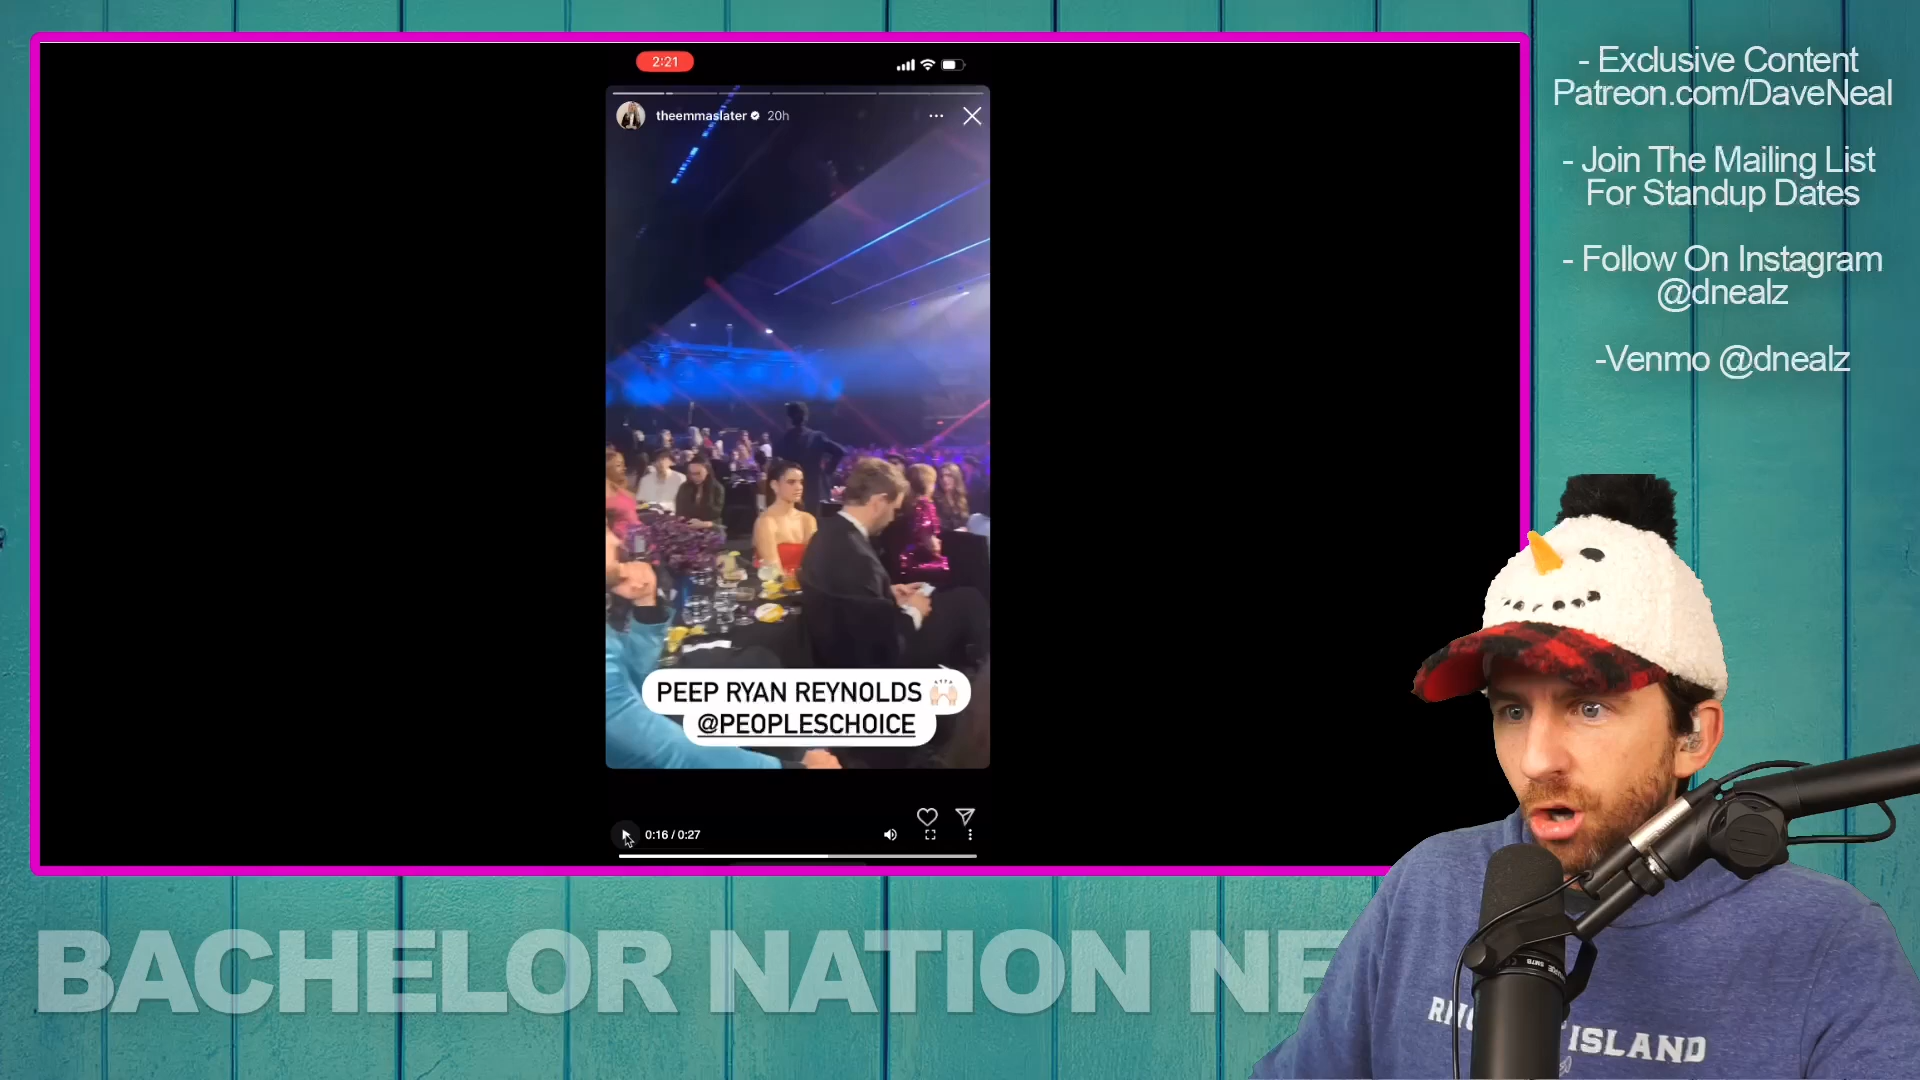 2:21
theemmaslater 20h
PEEP RYAN REYNOLDS 🙌🏻
@PEOPLESCHOICE
0:16 / 0:27
- Exclusive Content
Patreon.com/DaveNeal
- Join The Mailing List
For Standup Dates
- Follow On Instagram
@dnealz
-Venmo @dnealz
BACHELOR NATION NE
ISLAND